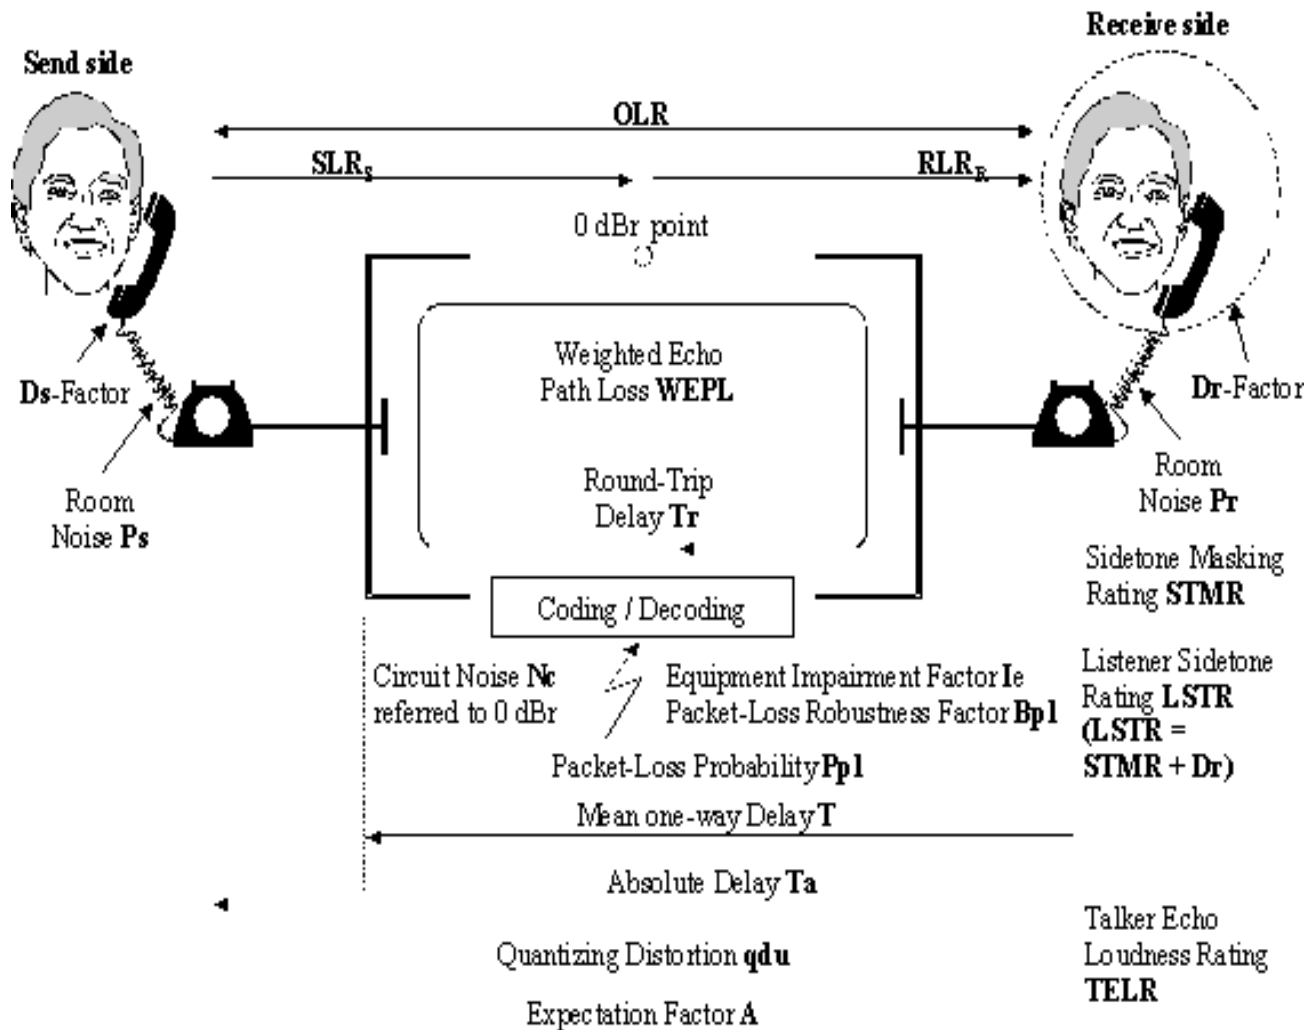 Receive side
Send side
OLR
SLRS
RLRR
0 dBr point
Weighted Echo
Path Loss WEPL
Ds-Factor
Dr-Factor
Room
Noise Ps
Round-Trip
Delay Tr
Room
Noise Pr
Sidetone Masking
Rating STMR
Coding / Decoding
Circuit Noise Nc
referred to 0 dBr
Equipment Impairment Factor Ie
Packet-Loss Robustness Factor Bpl
Listener Sidetone
Rating LSTR
(LSTR =
STMR + Dr)
Packet-Loss Probability Ppl
Mean one-way Delay T
Absolute Delay Ta
Quantizing Distortion qdu
Expectation Factor A
Talker Echo
Loudness Rating
TELR